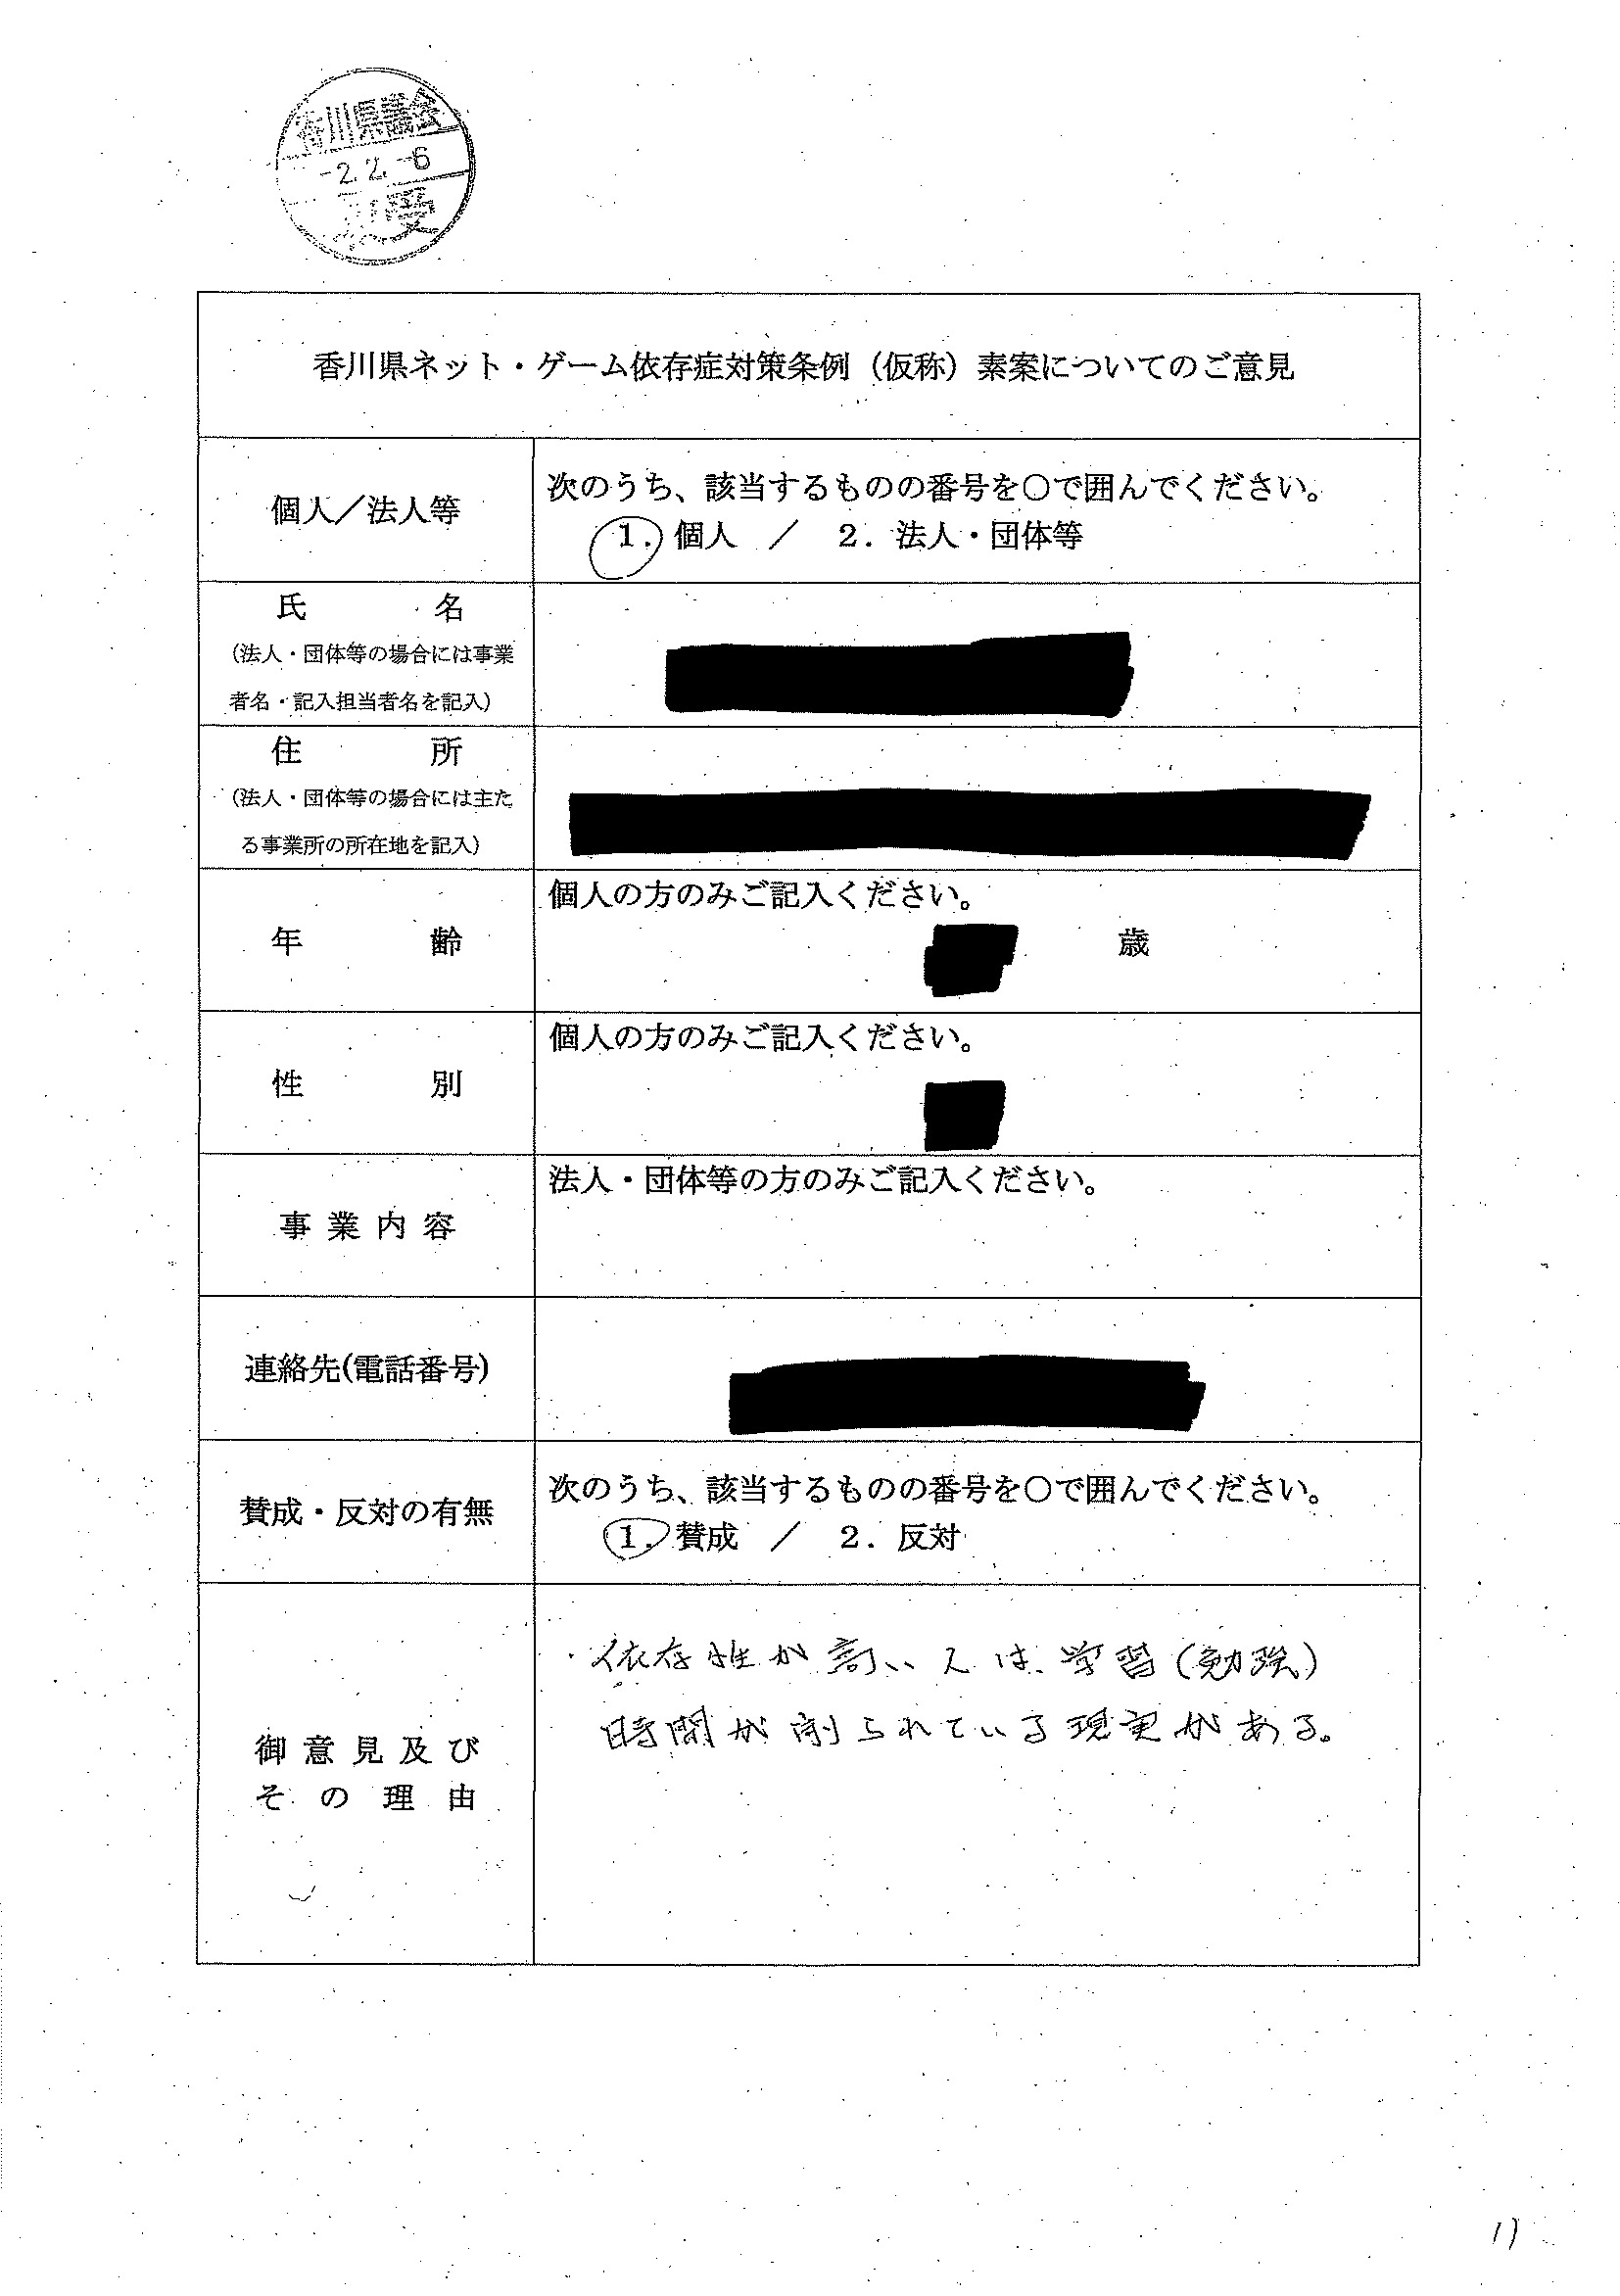 香川県議会
-2.2.-6
受
香川県ネット・ゲーム依存症対策条例（仮称）素案についてのご意見
個人／法人等
次のうち、該当するものの番号を○で囲んでください。
1. 個人　／　2. 法人・団体等
氏　名
（法人・団体等の場合には事業
者名・記入担当者名を記入）
住　所
（法人・団体等の場合には主た
る事業所の所在地を記入）
年　齢
個人の方のみご記入ください。
歳
性　別
個人の方のみご記入ください。
事業内容
法人・団体等の方のみご記入ください。
連絡先(電話番号)
賛成・反対の有無
次のうち、該当するものの番号を○で囲んでください。
1. 賛成　／　2. 反対
御意見及び
その理由
・依存性が高い人は、学習(勉強)
時間が削られている現実がある。
17